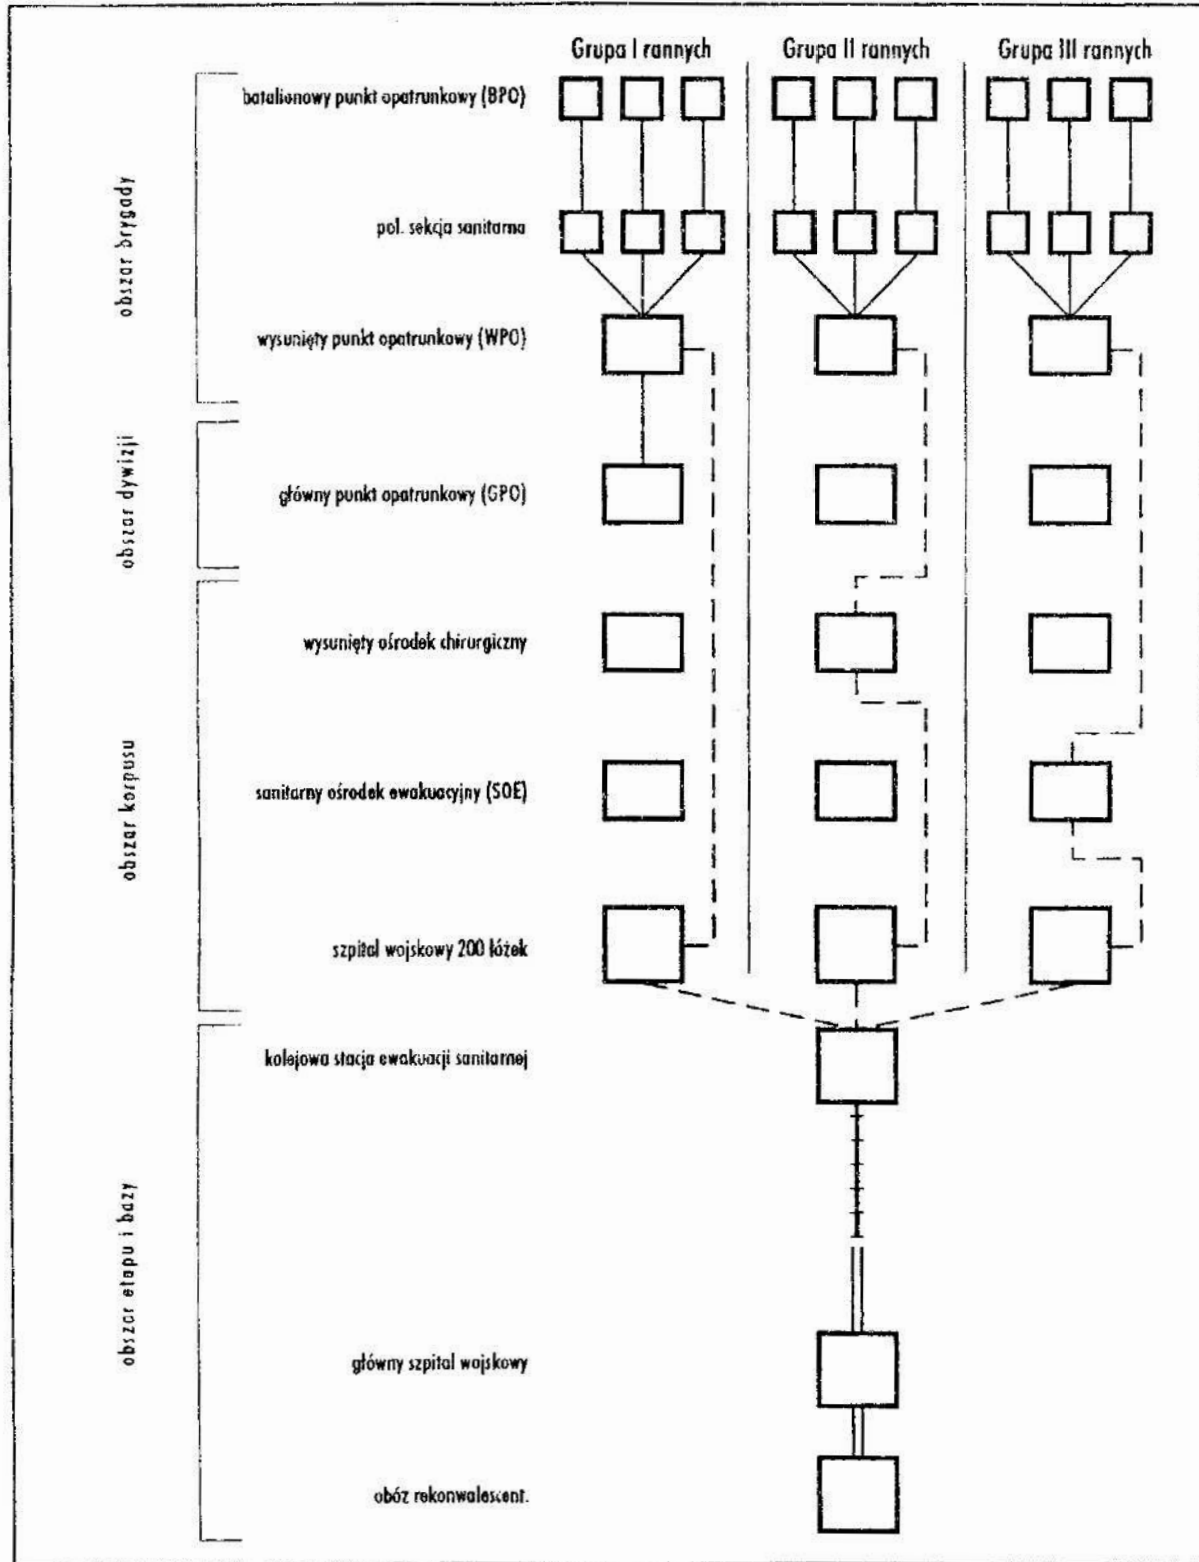 Grupa I rannych
Grupa II rannych
Grupa III rannych
batalionowy punkt opatrunkowy (BPO)
pol. sekcja sanitarna
wysunięty punkt opatrunkowy (WPO)
obszar brygady
główny punkt opatrunkowy (GPO)
obszar dywizji
wysunięty ośrodek chirurgiczny
sanitarny ośrodek ewakuacyjny (SOE)
szpital wojskowy 200 łóżek
obszar korpusu
kolejowa stacja ewakuacji sanitarnej
główny szpital wojskowy
obóz rekonwalescent.
obszar etapu i bazy